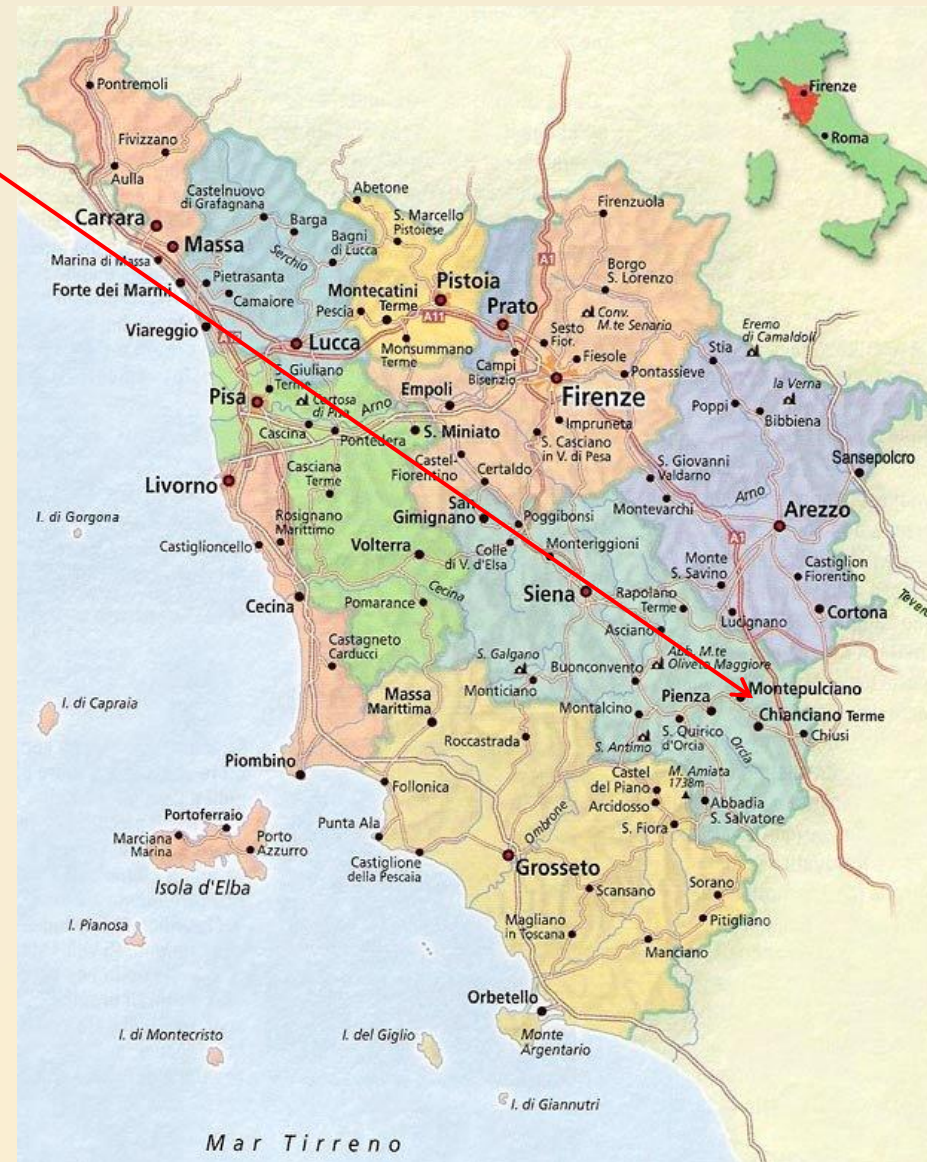 Pontremoli
Firenze
Roma
Fivizzano
Aulla
Castelnuovo
di Grafagnana
Abetone
Barga
S. Marcello
Pistoiese
Firenzuola
Carrara
Massa
Bagni
di Lucca
Serchio
Marina di Massa
Pietrasanta
Forte dei Marmi
Camaiore
Montecatini
Terme
Pistoia
Pescia
A11
Prato
A1
Borgo
S. Lorenzo
Conv.
M.te Senario
Viareggio
Lucca
Monsummano
Terme
Sesto
Fior.
Fiesole
Campi
Bisenzio
Pontassieve
Stia
Eremo
di Camaldoli
S. Giuliano
Terme
Pisa
Certosa
di Pisa
Arno
Empoli
Firenze
Impruneta
Poppi
la Verna
Bibbiena
Cascina
Pontedera
S. Miniato
S. Casciano
in V. di Pesa
Casciana
Terme
Castel-
Fiorentino
Certaldo
S. Giovanni
Valdarno
Sansepolcro
Livorno
Montevarchi
Arno
Arezzo
I. di Gorgona
Rosignano
Marittimo
San
Gimignano
Poggibonsi
A1
Castiglioncello
Volterra
Colle
di V. d'Elsa
Monteriggioni
Monte
S. Savino
Castiglion
Fiorentino
Cecina
Pomarance
Cecina
Siena
Rapolano
Terme
Lucignano
Cortona
Asciano
Castagneto
Carducci
S. Galgano
Buonconvento
Abb. M.te
Oliveto Maggiore
Massa
Marittima
Monticiano
Pienza
Montepulciano
I. di Capraia
Montalcino
Chianciano Terme
Roccastrada
S. Antimo
S. Quirico
d'Orcia
Orcia
Chiusi
Piombino
Follonica
Castel
del Piano
M. Amiata
1738m
Arcidosso
Abbadia
S. Salvatore
Portoferraio
Punta Ala
Ombrone
S. Fiora
Marciana
Marina
Porto
Azzurro
Castiglione
della Pescaia
Grosseto
Isola d'Elba
Scansano
Sorano
I. Pianosa
Magliano
in Toscana
Pitigliano
Manciano
Orbetello
I. di Montecristo
I. del Giglio
Monte
Argentario
I. di Giannutri
Mar Tirreno